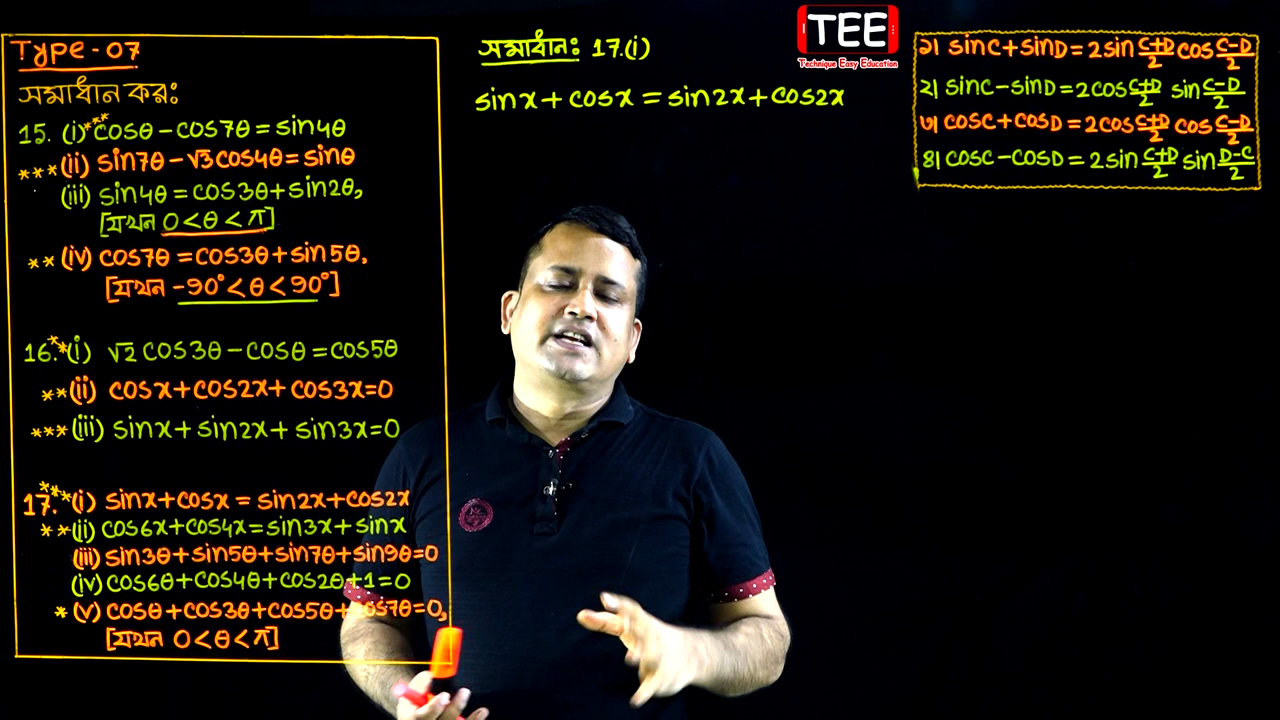 Type-07
সমাধান করঃ
15. (i)*** cosθ - cos7θ = sin4θ
*** (ii) sin7θ - √3cos4θ = sinθ
(iii) sin4θ = cos3θ + sin2θ,
[যখন 0 < θ < π]
** (iv) cos7θ = cos3θ + sin5θ,
[যখন -90° < θ < 90°]
16.** (i) √2 cos3θ - cosθ = cos5θ
** (ii) cosx + cos2x + cos3x = 0
*** (iii) sinx + sin2x + sin3x = 0
17.*** (i) sinx + cosx = sin2x + cos2x
** (ii) cos6x + cos4x = sin3x + sinx
(iii) sin3θ + sin5θ + sin7θ + sin9θ = 0
(iv) cos6θ + cos4θ + cos2θ + 1 = 0
* (v) cosθ + cos3θ + cos5θ + cos7θ = 0,
[যখন 0 < θ < π]
সমাধান: 17.(i)
sinx + cosx = sin2x + cos2x
TEE
Technique Easy Education
১। sinC + sinD = 2sin (C+D)/2 cos (C-D)/2
২। sinC - sinD = 2cos (C+D)/2 sin (C-D)/2
৩। cosC + cosD = 2cos (C+D)/2 cos (C-D)/2
৪। cosC - cosD = 2sin (C+D)/2 sin (D-C)/2